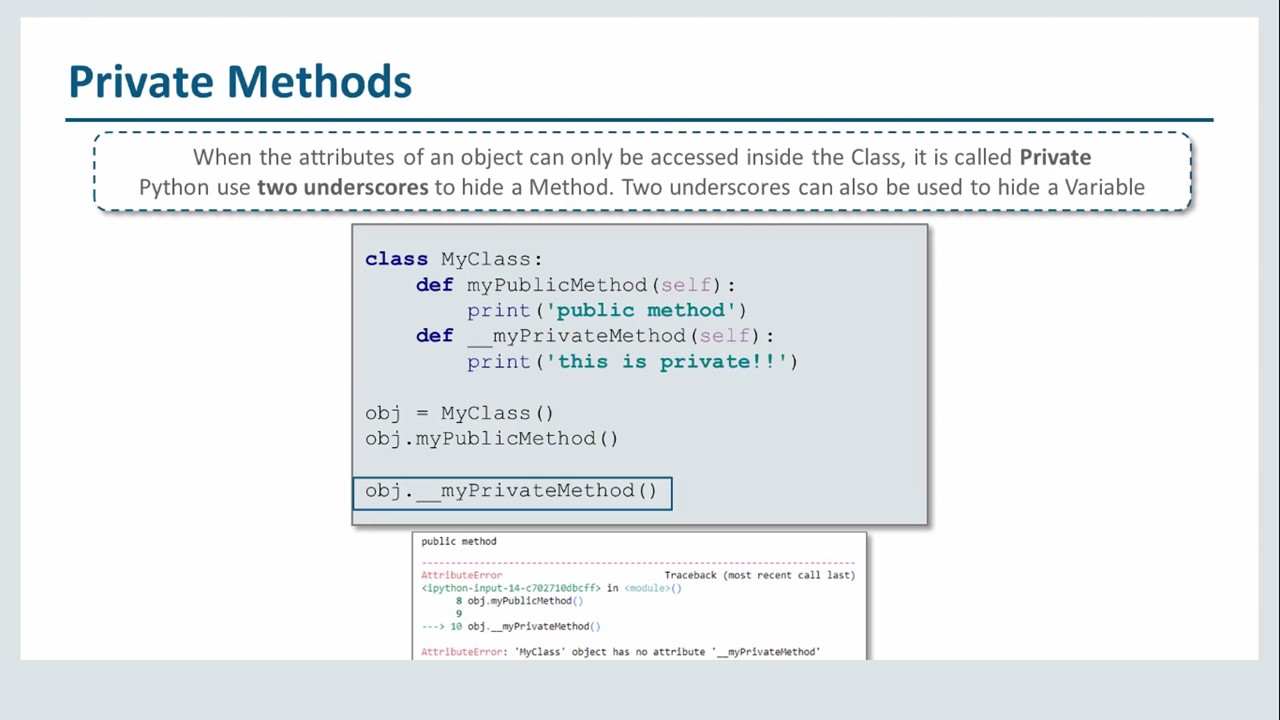 Private Methods
When the attributes of an object can only be accessed inside the Class, it is called Private
Python use two underscores to hide a Method. Two underscores can also be used to hide a Variable
class MyClass:
    def myPublicMethod(self):
        print('public method')
    def __myPrivateMethod(self):
        print('this is private!!')
obj = MyClass()
obj.myPublicMethod()
obj.__myPrivateMethod()
public method
---------------------------------------------------------------------------
AttributeError                            Traceback (most recent call last)
<ipython-input-14-c702710dbcff> in <module>()
      8 obj.myPublicMethod()
      9
---> 10 obj.__myPrivateMethod()
AttributeError: 'MyClass' object has no attribute '__myPrivateMethod'